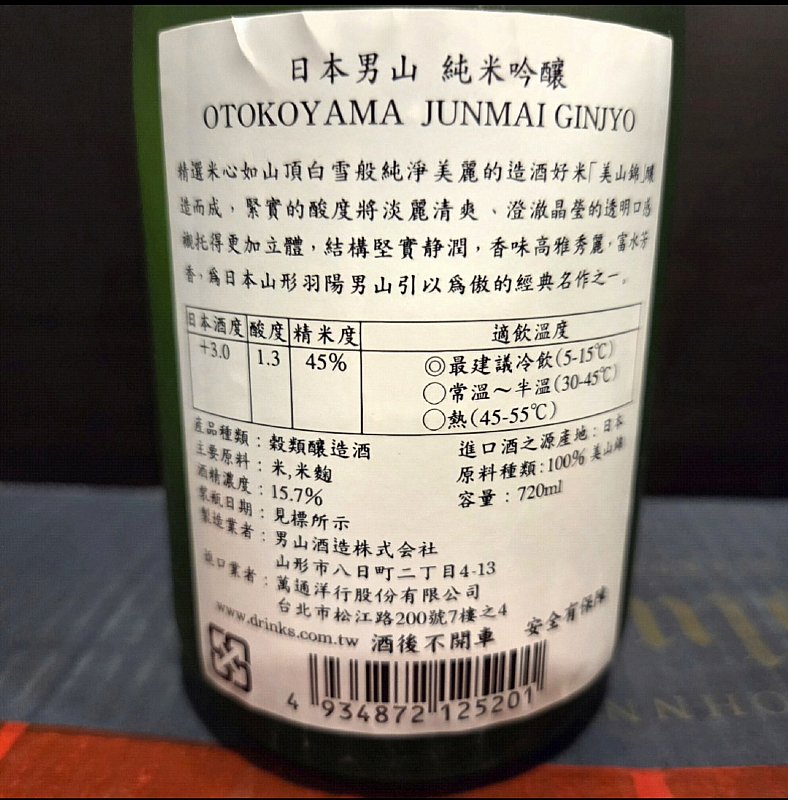 日本男山 純米吟釀
OTOKOYAMA JUNMAI GINJYO
精選米心如山頂白雪般純淨美麗的造酒好米「美山錦」釀
造而成，緊實的酸度將淡麗清爽、澄澈晶瑩的透明口感
襯托得更加立體，結構堅實靜潤，香味高雅秀麗，富水芳
香，為日本山形羽陽男山引以為傲的經典名作之一。
日本酒度 酸度 精米度 適飲溫度
+3.0 1.3 45% ◎最建議冷飲(5-15℃)
○常溫～半溫(30-45℃)
○熱(45-55℃)
產品種類：穀類釀造酒 進口酒之源產地：日本
主要原料：米,米麴 原料種類：100% 美山錦
酒精濃度：15.7% 容量：720ml
裝瓶日期：見標所示
製造業者：男山酒造株式会社
山形市八日町二丁目4-13
進口業者：萬通洋行股份有限公司
台北市松江路200號7樓之4
www.drinks.com.tw 酒後不開車 安全有保障
4 934872 125201
JOHNN